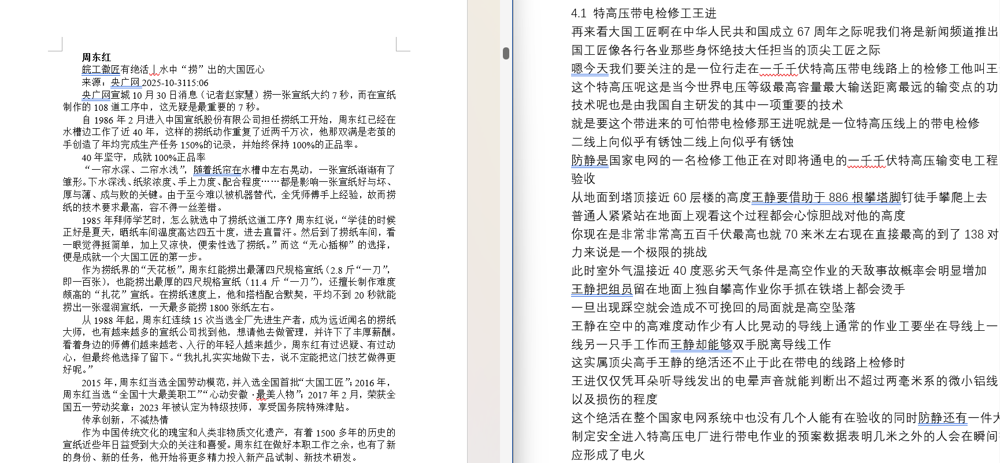 周东红
皖工徽匠有绝活丨水中“捞”出的大国匠心
来源：央广网 2025-10-3115:06
央广网宣城 10 月 30 日消息（记者赵家慧）捞一张宣纸大约 7 秒，而在宣纸
制作的 108 道工序中，这无疑是最重要的 7 秒。
自 1986 年 2 月进入中国宣纸股份有限公司担任捞纸工开始，周东红已经在
水槽边工作了近 40 年，这样的捞纸动作重复了近两千万次，他那双满是老茧的
手创造了年均完成生产任务 150%的记录，并始终保持 100%的正品率。
40 年坚守，成就 100%正品率
“一帘水深、二帘水浅”，随着纸帘在水槽中左右晃动，一张宣纸渐渐有了
雏形。下水深浅、纸浆浓度、手上力度、配合程度……都是影响一张宣纸好与坏、
厚与薄、成与败的关键。由于至今难以被机器替代，全凭师傅手上经验，故而捞
纸的技术要求最高，容不得一丝差错。
1985 年拜师学艺时，怎么就选中了捞纸这道工序？周东红说：“学徒的时候
正好是夏天，晒纸车间温度高达四五十度，进去直冒汗。然后到了捞纸车间，看
一眼觉得挺简单，加上又凉快，便索性选了捞纸。”而这“无心插柳”的选择，
便是成就一个大国工匠的第一步。
作为捞纸界的“天花板”，周东红能捞出最薄四尺规格宣纸（2.8 斤“一刀”，
即一百张），也能捞出最厚的四尺规格宣纸（11.4 斤“一刀”），还擅长制作难度
颇高的“扎花”宣纸。在捞纸速度上，他和搭档配合默契，平均不到 20 秒就能
捞出一张湿润宣纸，一天最多能捞 1800 张纸左右。
从 1988 年起，周东红连续 15 次当选全厂先进生产者，成为远近闻名的捞纸
大师，也有越来越多的宣纸公司找到他，想请他去做管理，并许下了丰厚薪酬。
看着身边的师傅们越来越老、入行的年轻人越来越少，周东红有过迟疑、有过动
心，但最终他选择了留下。“我扎扎实实地做下去，说不定能把这门技艺做得更
好呢。”
2015 年，周东红当选全国劳动模范，并入选全国首批“大国工匠”；2016 年，
周东红当选“全国十大最美职工”“心动安徽·最美人物”；2017 年 2 月，荣获全
国五一劳动奖章；2023 年被认定为特级技师，享受国务院特殊津贴。
传承创新，不减热情
作为中国传统文化的瑰宝和人类非物质文化遗产，有着 1500 多年的历史的
宣纸近些年日益受到大众的关注和喜爱。周东红在做好本职工作之余，也有了新
的身份、新的任务，他开始将更多精力投入新产品试制、新技术研发。
4.1 特高压带电检修工王进
再来看大国工匠啊在中华人民共和国成立 67 周年之际呢我们将是新闻频道推出
国工匠像各行各业那些身怀绝技大任担当的顶尖工匠之际
嗯今天我们要关注的是一位行走在一千千伏特高压带电线路上的检修工他叫王
这个特高压呢这是当今世界电压等级最高容量最大输送距离最远的输变点的功
技术呢也是由我国自主研发的其中一项重要的技术
就是要这个带进来的可怕带电检修那王进呢就是一位特高压线上的带电检修
二线上向似乎有锈蚀二线上向似乎有锈蚀
防静是国家电网的一名检修工他正在对即将通电的一千千伏特高压输变电工程
验收
从地面到塔顶接近 60 层楼的高度王静要借助于 886 根攀塔脚钉徒手攀爬上去
普通人紧紧站在地面上观看这个过程都会心惊胆战对他的高度
你现在是非常非常高五百千伏最高也就 70 来米左右现在直接最高的到了 138 对
力来说是一个极限的挑战
此时室外气温接近 40 度恶劣天气条件是高空作业的天敌事故概率会明显增加
王静把组员留在地面上独自攀高作业你手抓在铁塔上都会烫手
一旦出现踩空就会造成不可挽回的局面就是高空坠落
王静在空中的高难度动作少有人比晃动的导线上通常的作业工要坐在导线上一
线另一只手工作而王静却能够双手脱离导线工作
这实属顶尖高手王静的绝活还不止于此在带电的线路上检修时
王进仅仅凭耳朵听导线发出的电晕声音就能判断出不超过两毫米系的微小铝线
以及损伤的程度
这个绝活在整个国家电网系统中也没有几个人能有在验收的同时防静还有一件
制定安全进入特高压电厂进行带电作业的预案数据表明几米之外的人会在瞬间
应形成了电火